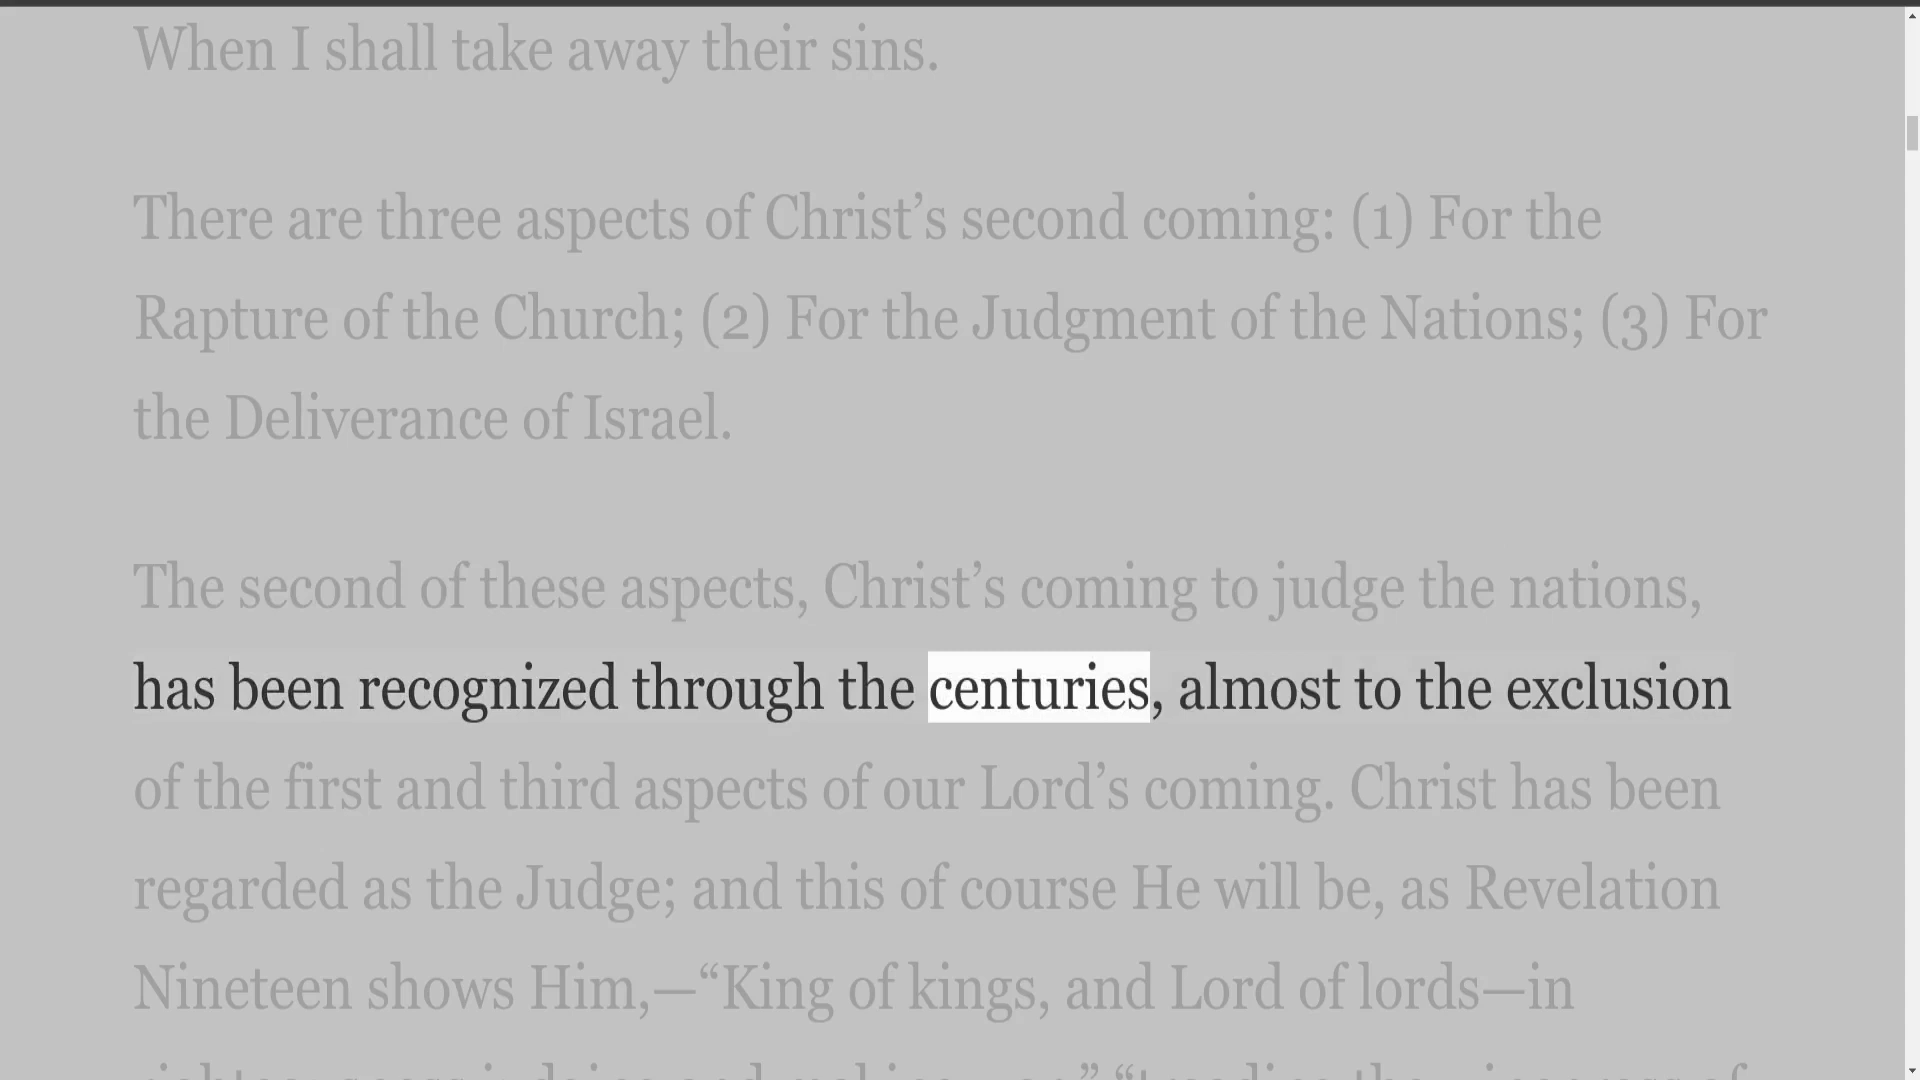 When I shall take away their sins.
There are three aspects of Christ’s second coming: (1) For the
Rapture of the Church; (2) For the Judgment of the Nations; (3) For
the Deliverance of Israel.
The second of these aspects, Christ’s coming to judge the nations,
has been recognized through the centuries, almost to the exclusion
of the first and third aspects of our Lord’s coming. Christ has been
regarded as the Judge; and this of course He will be, as Revelation
Nineteen shows Him,—“King of kings, and Lord of lords—in